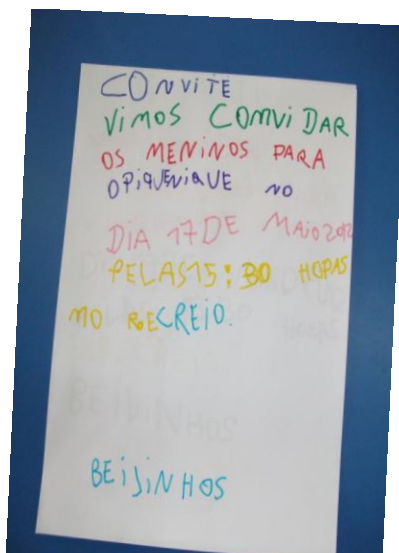 CONViTE
ViMOS COMViDAR
OS MENiNOS PARA
OPiQUENiQUE NO
DiA 17 DE MAiO 2012
PELAS 15:30 HORAS
NO RECREiO.
BEiJiNHOS